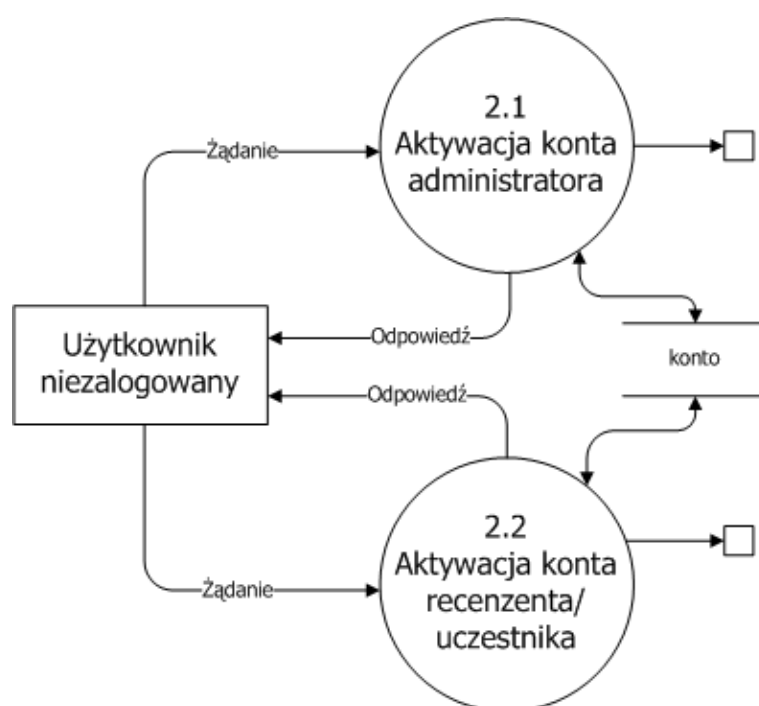 2.1
Aktywacja konta
administratora
Żądanie
Użytkownik
niezalogowany
Odpowiedź
konto
Odpowiedź
2.2
Aktywacja konta
recenzenta/
uczestnika
Żądanie